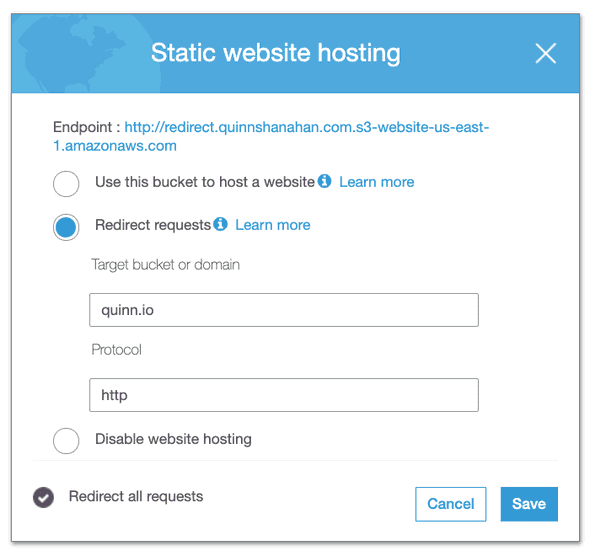 Static website hosting
Endpoint : http://redirect.quinnshanahan.com.s3-website-us-east-
1.amazonaws.com
Use this bucket to host a website Learn more
Redirect requests Learn more
Target bucket or domain
quinn.io
Protocol
http
Disable website hosting
Redirect all requests
Cancel Save